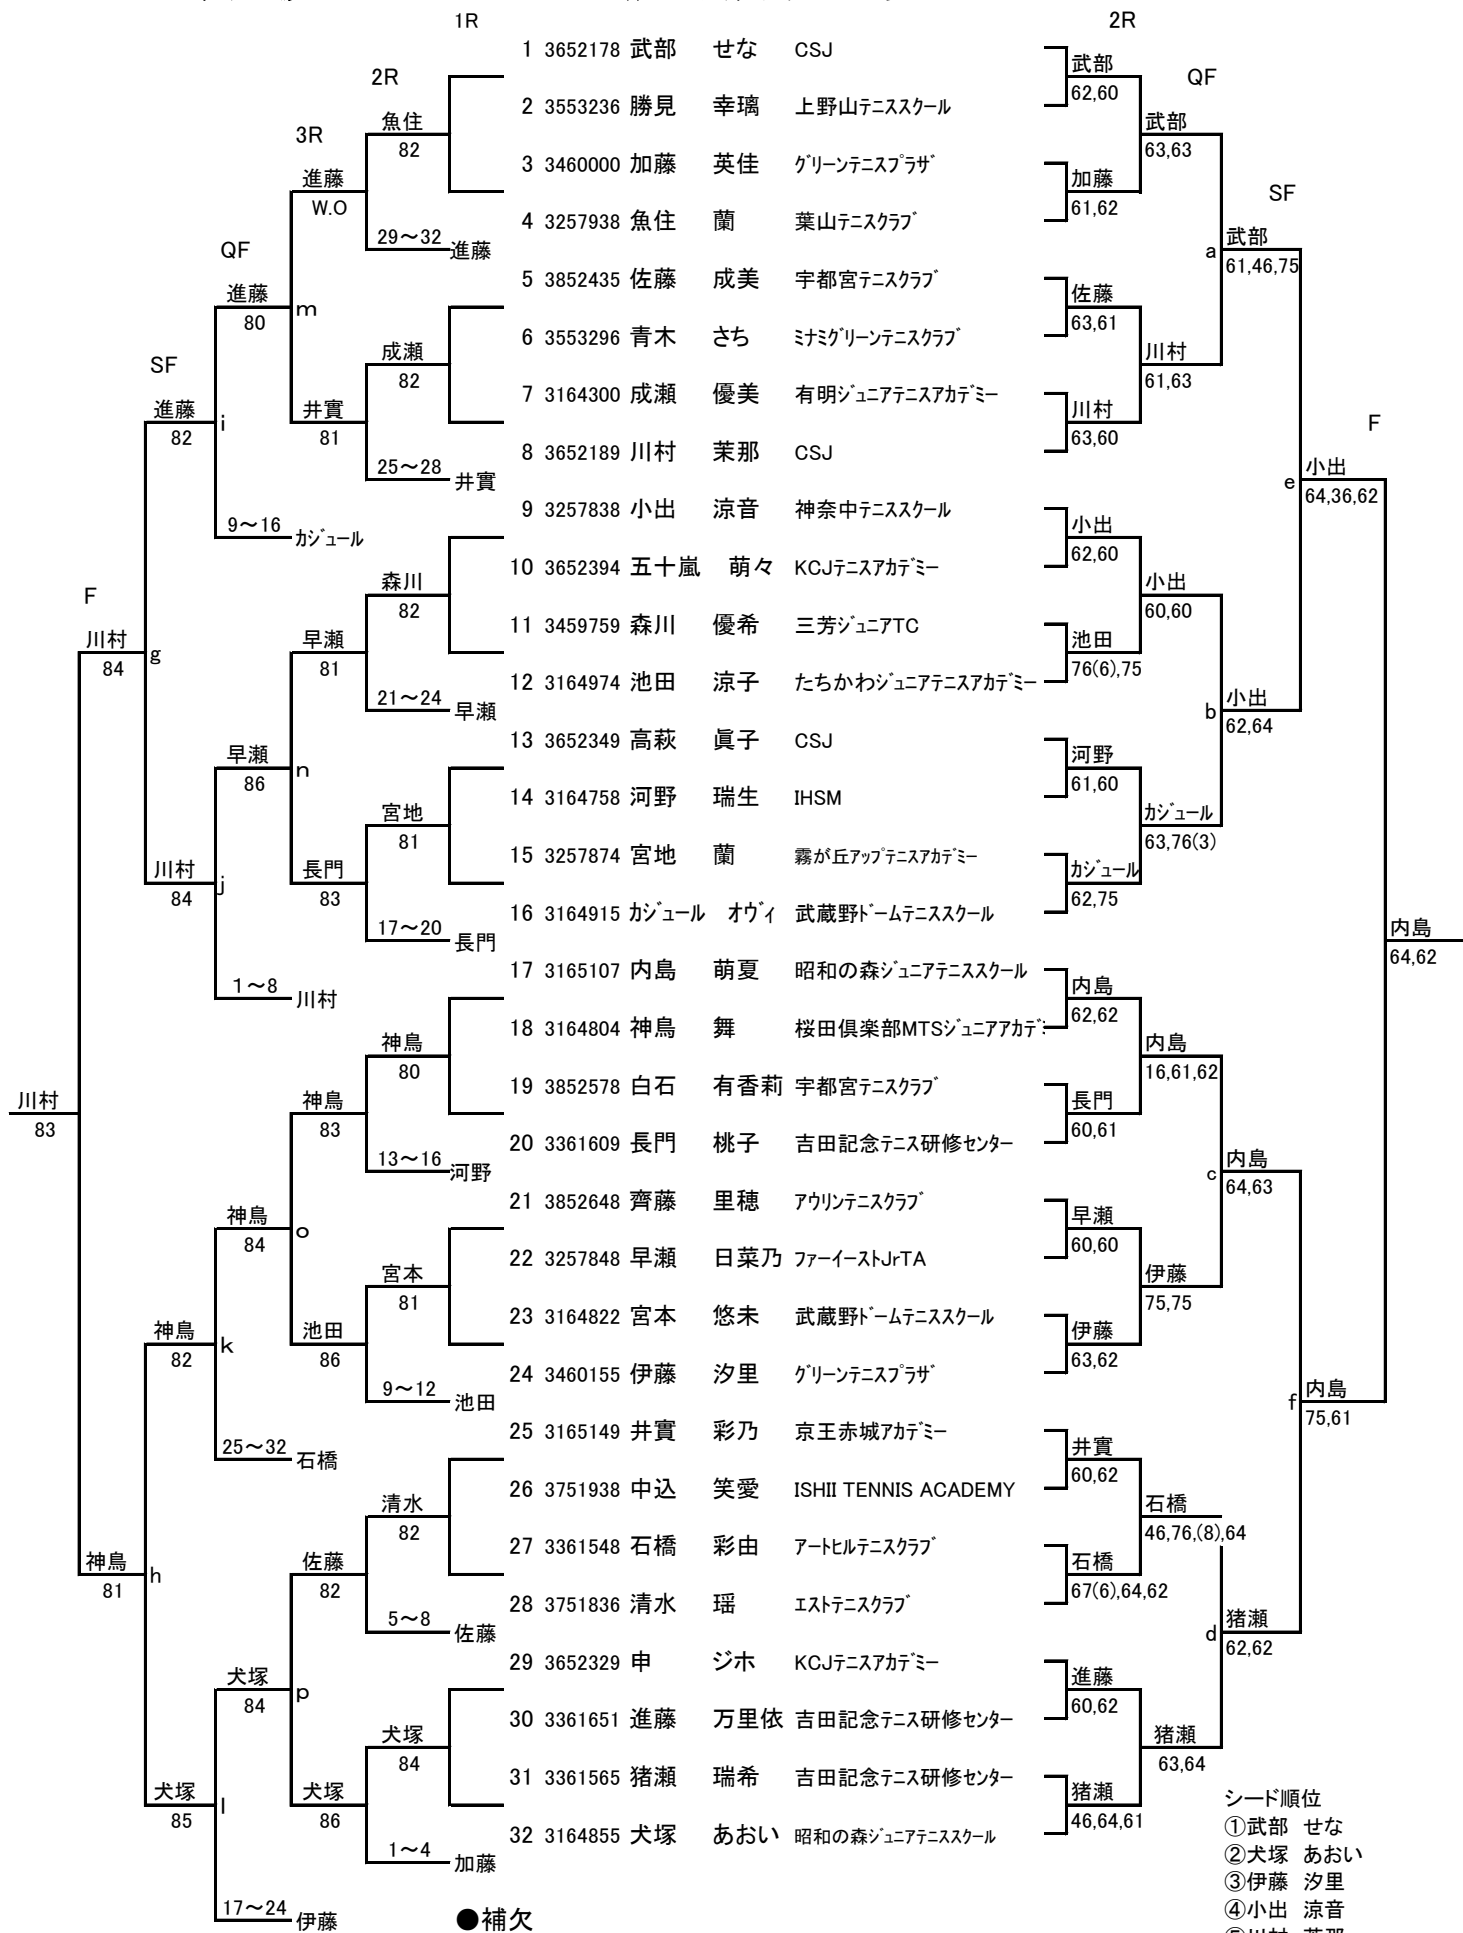 1R
2R
2R
QF
3R
SF
QF
F
SF
F
1 3652178 武部 せな CSJ
2 3553236 勝見 幸璃 上野山テニススクール
3 3460000 加藤 英佳 グリーンテニスプラザ
4 3257938 魚住 蘭 葉山テニスクラブ
5 3852435 佐藤 成美 宇都宮テニスクラブ
6 3553296 青木 さち ミナミグリーンテニスクラブ
7 3164300 成瀬 優美 有明ジュニアテニスアカデミー
8 3652189 川村 茉那 CSJ
9 3257838 小出 涼音 神奈中テニススクール
10 3652394 五十嵐 萌々 KCJテニスアカデミー
11 3459759 森川 優希 三芳ジュニアTC
12 3164974 池田 涼子 たちかわジュニアテニスアカデミー
13 3652349 高萩 眞子 CSJ
14 3164758 河野 瑞生 IHSM
15 3257874 宮地 蘭 霧が丘アップテニスアカデミー
16 3164915 カジュール オヴィ 武蔵野ドームテニススクール
17 3165107 内島 萌夏 昭和の森ジュニアテニススクール
18 3164804 神鳥 舞 桜田倶楽部MTSジュニアアカデ
19 3852578 白石 有香莉 宇都宮テニスクラブ
20 3361609 長門 桃子 吉田記念テニス研修センター
21 3852648 齊藤 里穂 アウリンテニスクラブ
22 3257848 早瀬 日菜乃 ファーイーストJrTA
23 3164822 宮本 悠未 武蔵野ドームテニススクール
24 3460155 伊藤 汐里 グリーンテニスプラザ
25 3165149 井實 彩乃 京王赤城アカデミー
26 3751938 中込 笑愛 ISHII TENNIS ACADEMY
27 3361548 石橋 彩由 アートヒルテニスクラブ
28 3751836 清水 瑶 エストテニスクラブ
29 3652329 申 ジホ KCJテニスアカデミー
30 3361651 進藤 万里依 吉田記念テニス研修センター
31 3361565 猪瀬 瑞希 吉田記念テニス研修センター
32 3164855 犬塚 あおい 昭和の森ジュニアテニススクール
魚住
82
進藤
W.O
29～32 進藤
進藤
80
m
成瀬
82
井實
81
25～28 井實
進藤
82
i
9～16 カジュール
川村
84
g
森川
82
早瀬
81
21～24 早瀬
早瀬
86
n
宮地
81
長門
83
17～20 長門
川村
84
j
1～8 川村
川村
83
神鳥
80
神鳥
83
13～16 河野
神鳥
84
o
宮本
81
池田
86
9～12 池田
神鳥
82
k
25～32 石橋
神鳥
81
h
清水
82
佐藤
82
5～8 佐藤
犬塚
84
p
犬塚
84
犬塚
86
1～4 加藤
犬塚
85
l
17～24 伊藤
武部
62,60
武部
63,63
加藤
61,62
a
武部
61,46,75
佐藤
63,61
川村
61,63
川村
63,60
e
小出
64,36,62
小出
62,60
小出
60,60
池田
76(6),75
b
小出
62,64
河野
61,60
カジュール
63,76(3)
カジュール
62,75
内島
64,62
内島
62,62
内島
16,61,62
長門
60,61
c
内島
64,63
早瀬
60,60
伊藤
75,75
伊藤
63,62
f
内島
75,61
井實
60,62
石橋
46,76,(8),64
石橋
67(6),64,62
d
猪瀬
62,62
進藤
60,62
猪瀬
63,64
猪瀬
46,64,61
シード順位
①武部 せな
②犬塚 あおい
③伊藤 汐里
④小出 涼音
●補欠